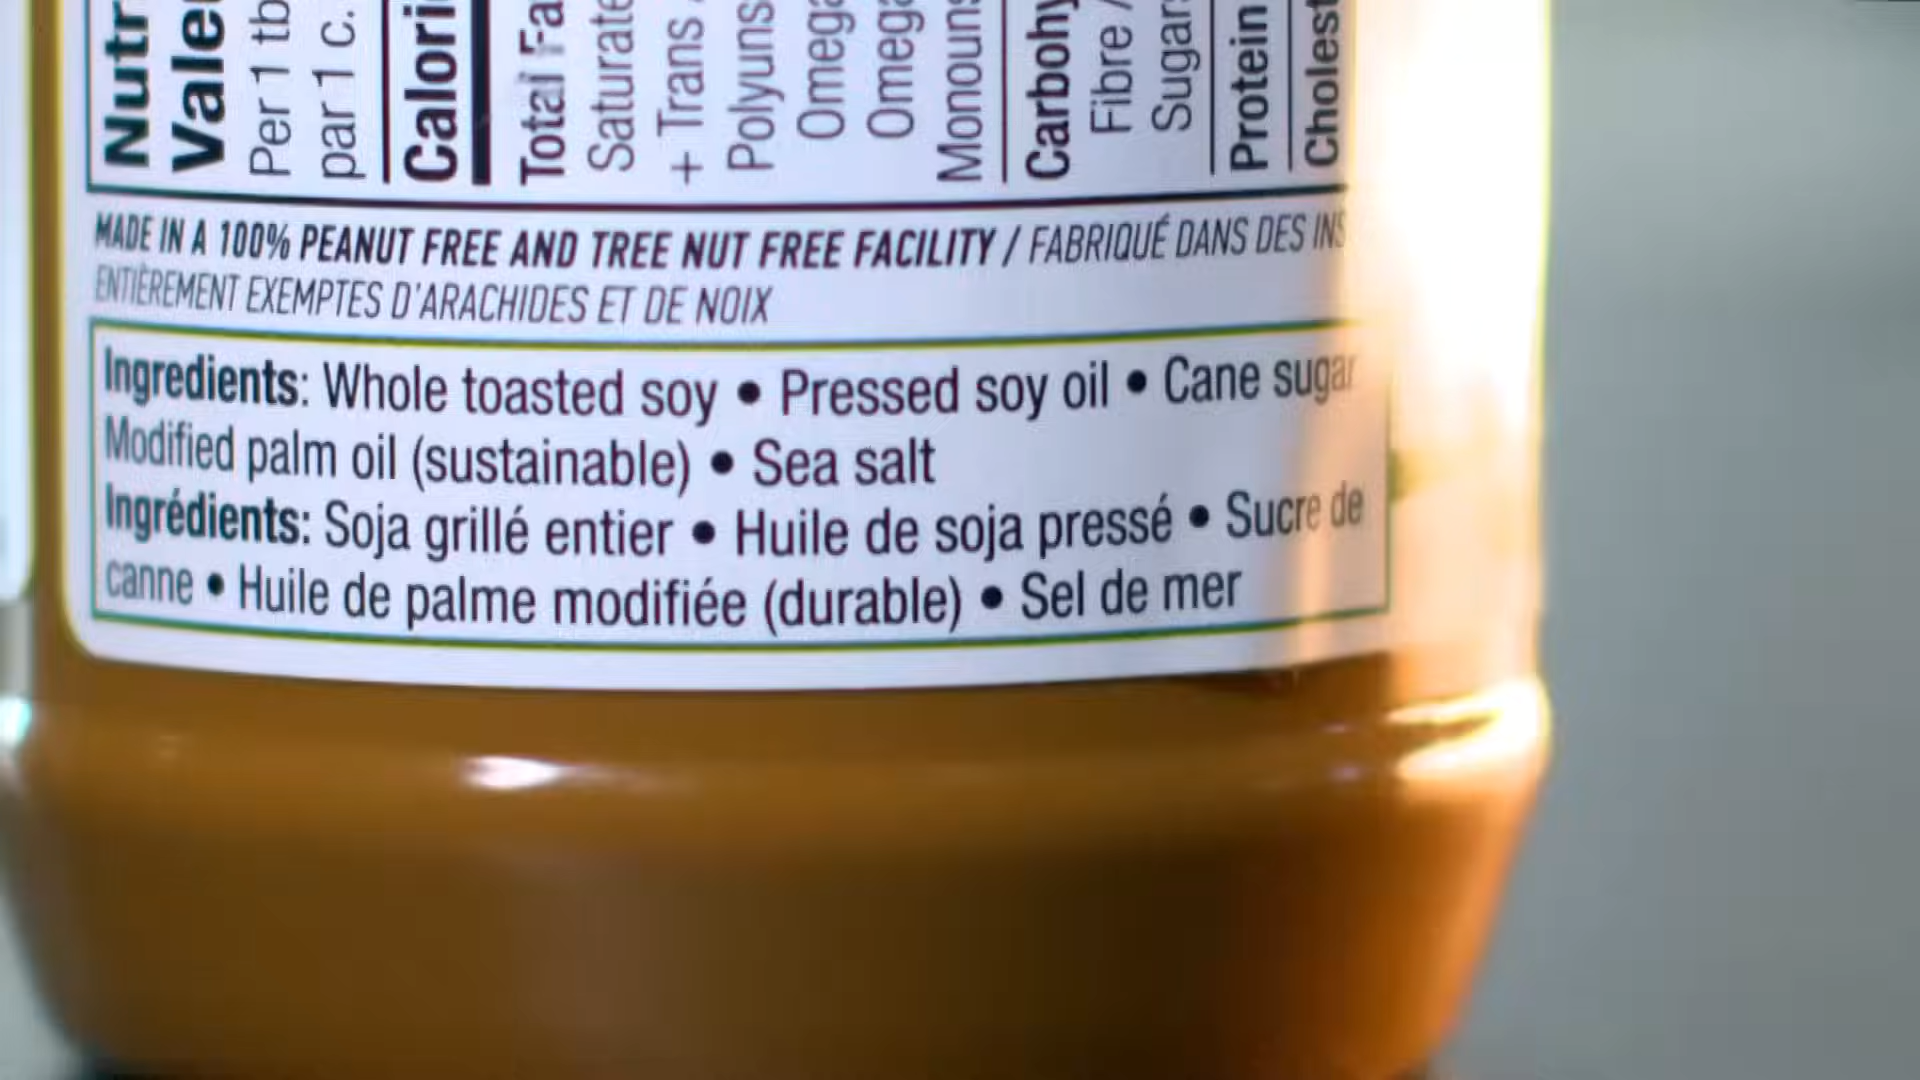 Nutr
Vale
Per 1 tb
par 1 c.
Calori
Total Fa
Saturate
+ Trans
Polyuns
Omega
Omega
Monouns
Carbohy
Fibre /
Sugar
Protein
Cholest
MADE IN A 100% PEANUT FREE AND TREE NUT FREE FACILITY / FABRIQUÉ DANS DES INS
ENTIÈREMENT EXEMPTES D'ARACHIDES ET DE NOIX
Ingredients: Whole toasted soy • Pressed soy oil • Cane sugar
Modified palm oil (sustainable) • Sea salt
Ingrédients: Soja grillé entier • Huile de soja pressé • Sucre de
canne • Huile de palme modifiée (durable) • Sel de mer